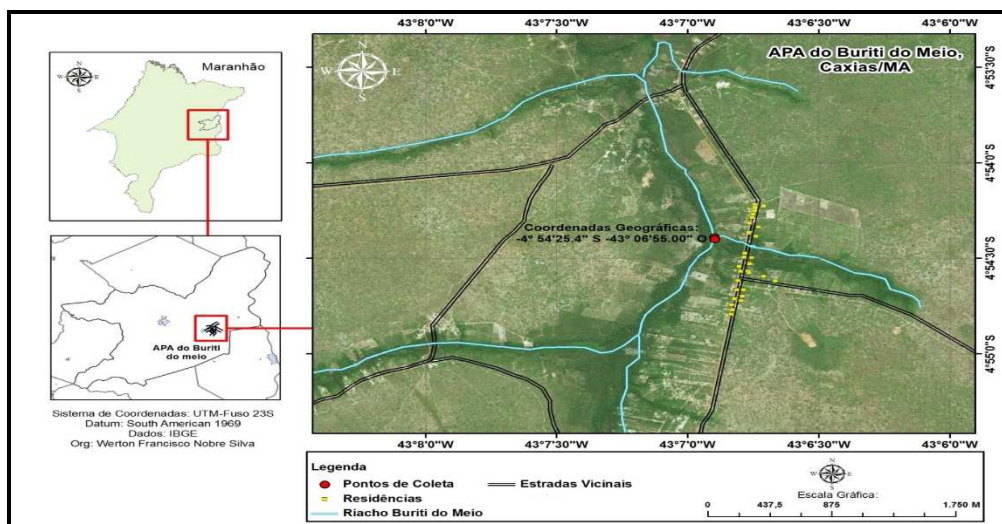 Maranhão
N
W E
S
APA do Buriti
do meio
Sistema de Coordenadas: UTM-Fuso 23S
Datum: South American 1969
Dados: IBGE
Org: Werton Francisco Nobre Silva
43°8'0"W 43°7'30"W 43°7'0"W 43°6'30"W 43°6'0"W
N
W E
S
APA do Buriti do Meio,
Caxias/MA
4°53'30"S
4°54'0"S
4°54'30"S
4°55'0"S
Coordenadas Geográficas:
-4° 54'25.4" S -43° 06'55.00" O
43°8'0"W 43°7'30"W 43°7'0"W 43°6'30"W 43°6'0"W
Legenda
Pontos de Coleta Estradas Vicinais
Residências
Riacho Buriti do Meio
N
W E
S
Escala Gráfica:
0 437,5 875 1.750 M